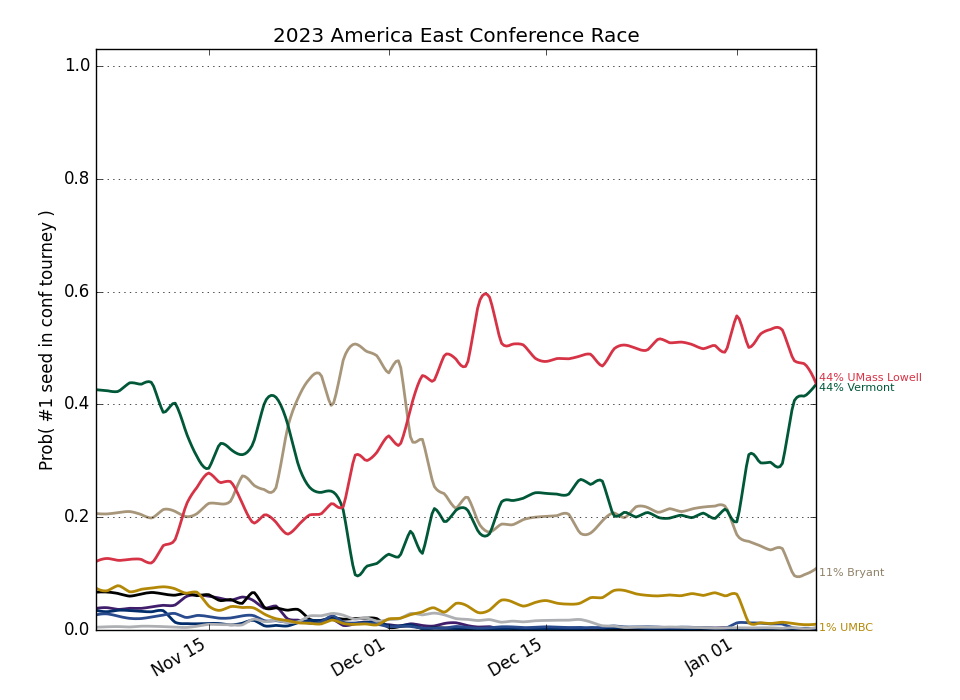 2023 America East Conference Race
Prob( #1 seed in conf tourney )
1.0
0.8
0.6
0.4
0.2
0.0
44% UMass Lowell
44% Vermont
11% Bryant
1% UMBC
Nov 15
Dec 01
Dec 15
Jan 01